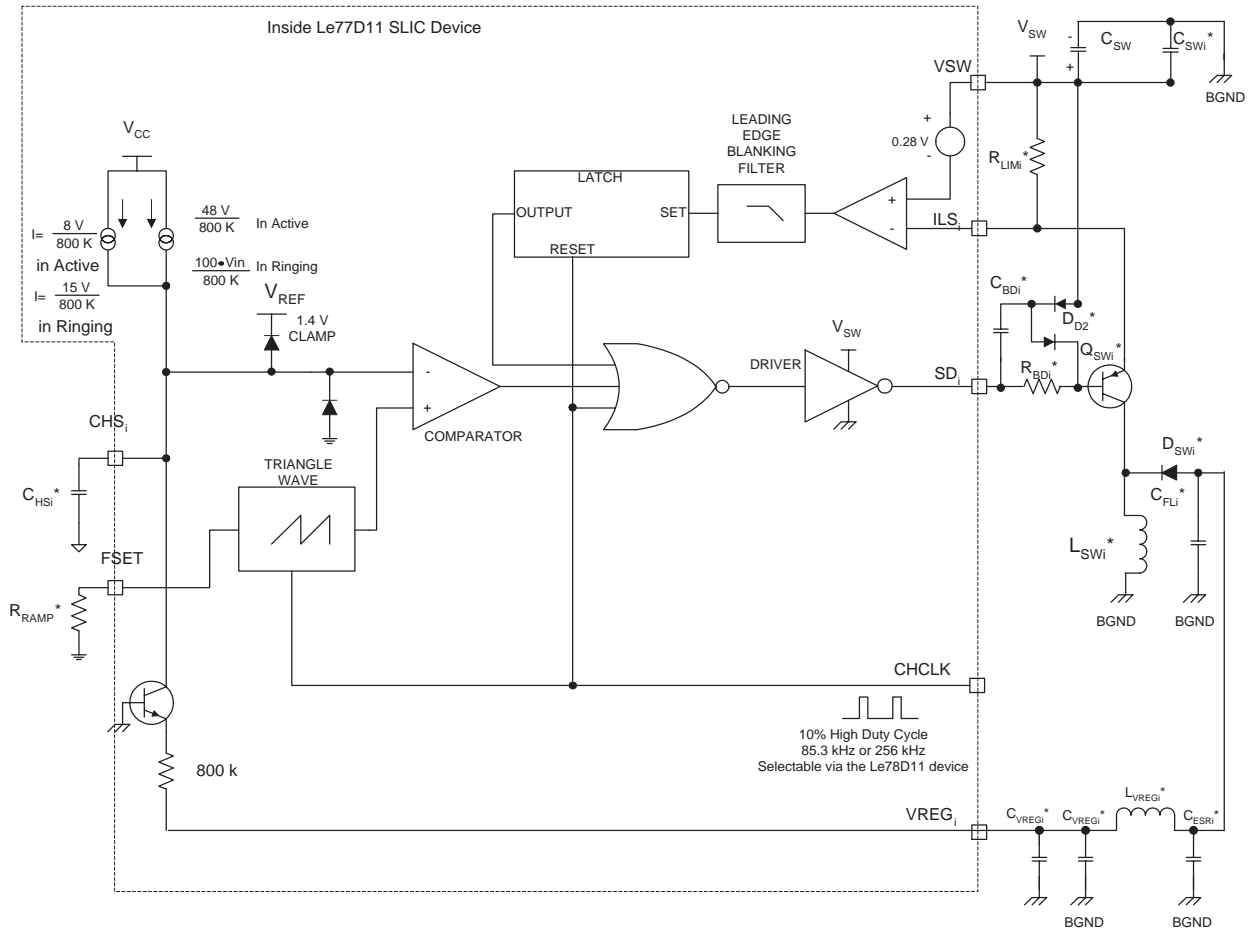 Inside Le77D11 SLIC Device
V_SW
C_SW
C_SWi*
-
+
BGND
VSW
V_CC
LEADING
EDGE
BLANKING
FILTER
+
0.28 V
-
R_LIMi*
LATCH
OUTPUT
SET
RESET
+
-
ILS_i
I= 8 V / 800 K
in Active
48 V / 800 K In Active
100•Vin / 800 K In Ringing
I= 15 V / 800 K
in Ringing
V_REF
1.4 V
CLAMP
C_BDi*
D_D2*
Q_SWi*
R_BDi*
V_SW
DRIVER
SD_i
-
+
COMPARATOR
CHS_i
C_HSi*
TRIANGLE
WAVE
D_SWi*
C_FLi*
L_SWi*
BGND
BGND
FSET
R_RAMP*
CHCLK
10% High Duty Cycle
85.3 kHz or 256 kHz
Selectable via the Le78D11 device
800 k
VREG_i
C_VREGi*
C_VREGi*
L_VREGi*
C_ESRi*
BGND
BGND